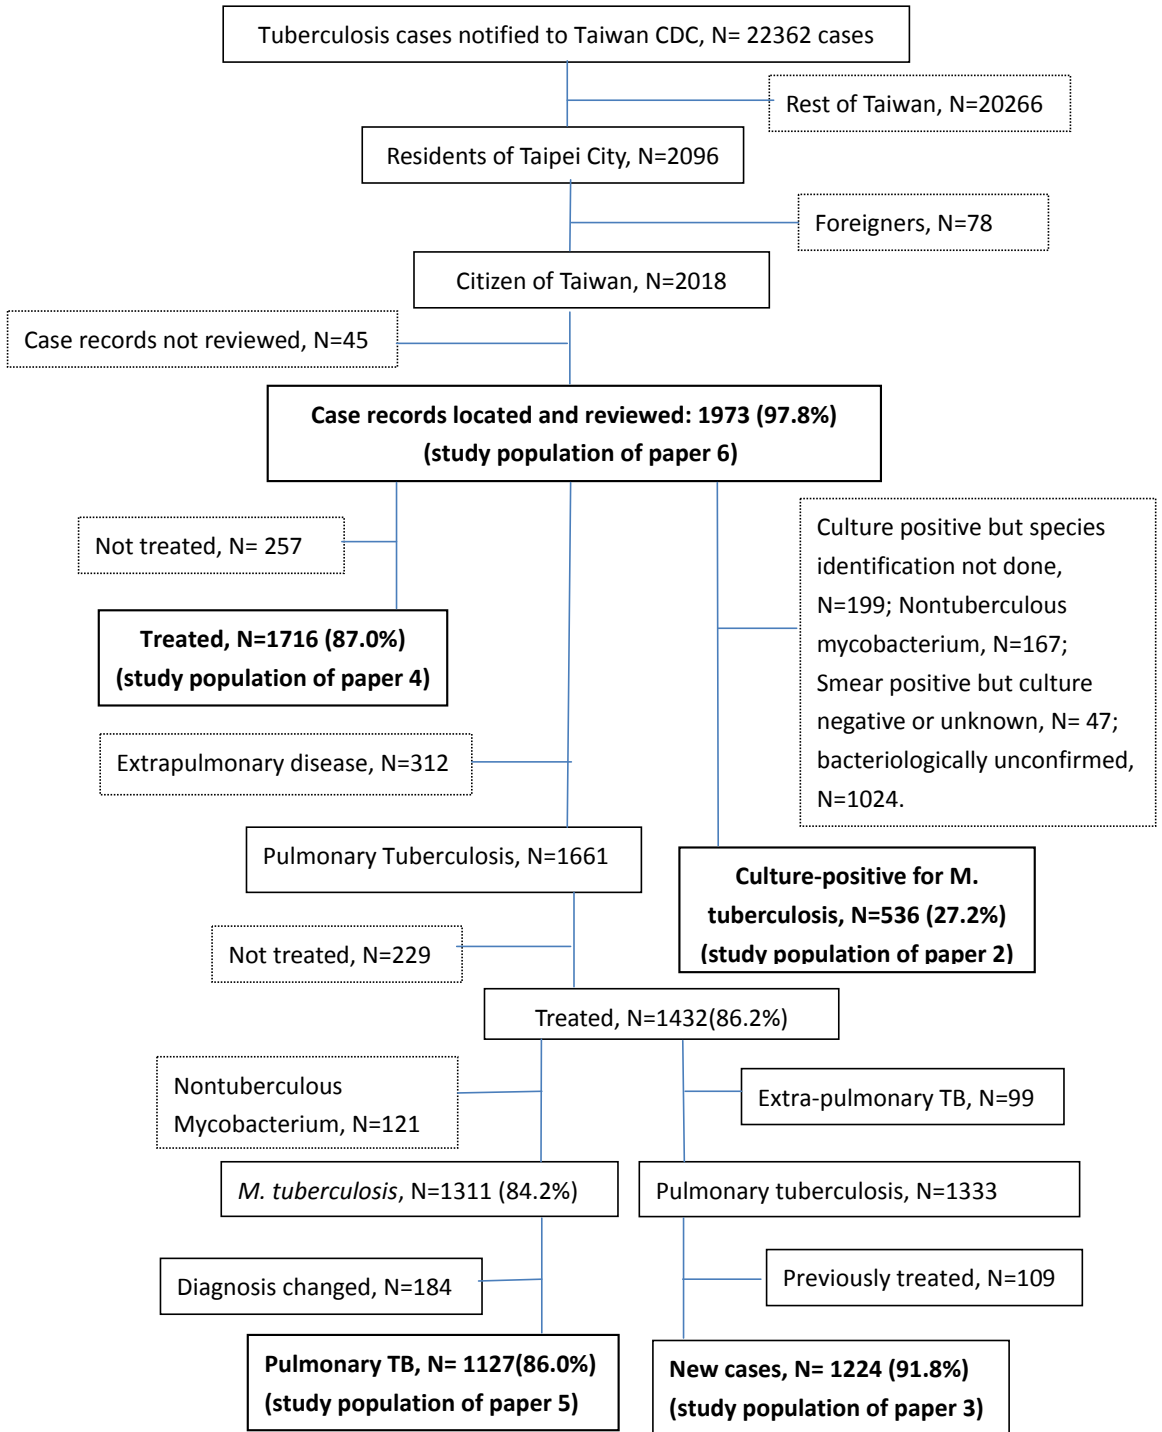 Tuberculosis cases notified to Taiwan CDC, N= 22362 cases
Rest of Taiwan, N=20266
Residents of Taipei City, N=2096
Foreigners, N=78
Citizen of Taiwan, N=2018
Case records not reviewed, N=45
Case records located and reviewed: 1973 (97.8%)
(study population of paper 6)
Not treated, N= 257
Treated, N=1716 (87.0%)
(study population of paper 4)
Culture positive but species
identification not done,
N=199; Nontuberculous
mycobacterium, N=167;
Smear positive but culture
negative or unknown, N= 47;
bacteriologically unconfirmed,
N=1024.
Extrapulmonary disease, N=312
Pulmonary Tuberculosis, N=1661
Culture-positive for M.
tuberculosis, N=536 (27.2%)
(study population of paper 2)
Not treated, N=229
Treated, N=1432(86.2%)
Nontuberculous
Mycobacterium, N=121
Extra-pulmonary TB, N=99
M. tuberculosis, N=1311 (84.2%)
Pulmonary tuberculosis, N=1333
Diagnosis changed, N=184
Previously treated, N=109
Pulmonary TB, N= 1127(86.0%)
(study population of paper 5)
New cases, N= 1224 (91.8%)
(study population of paper 3)